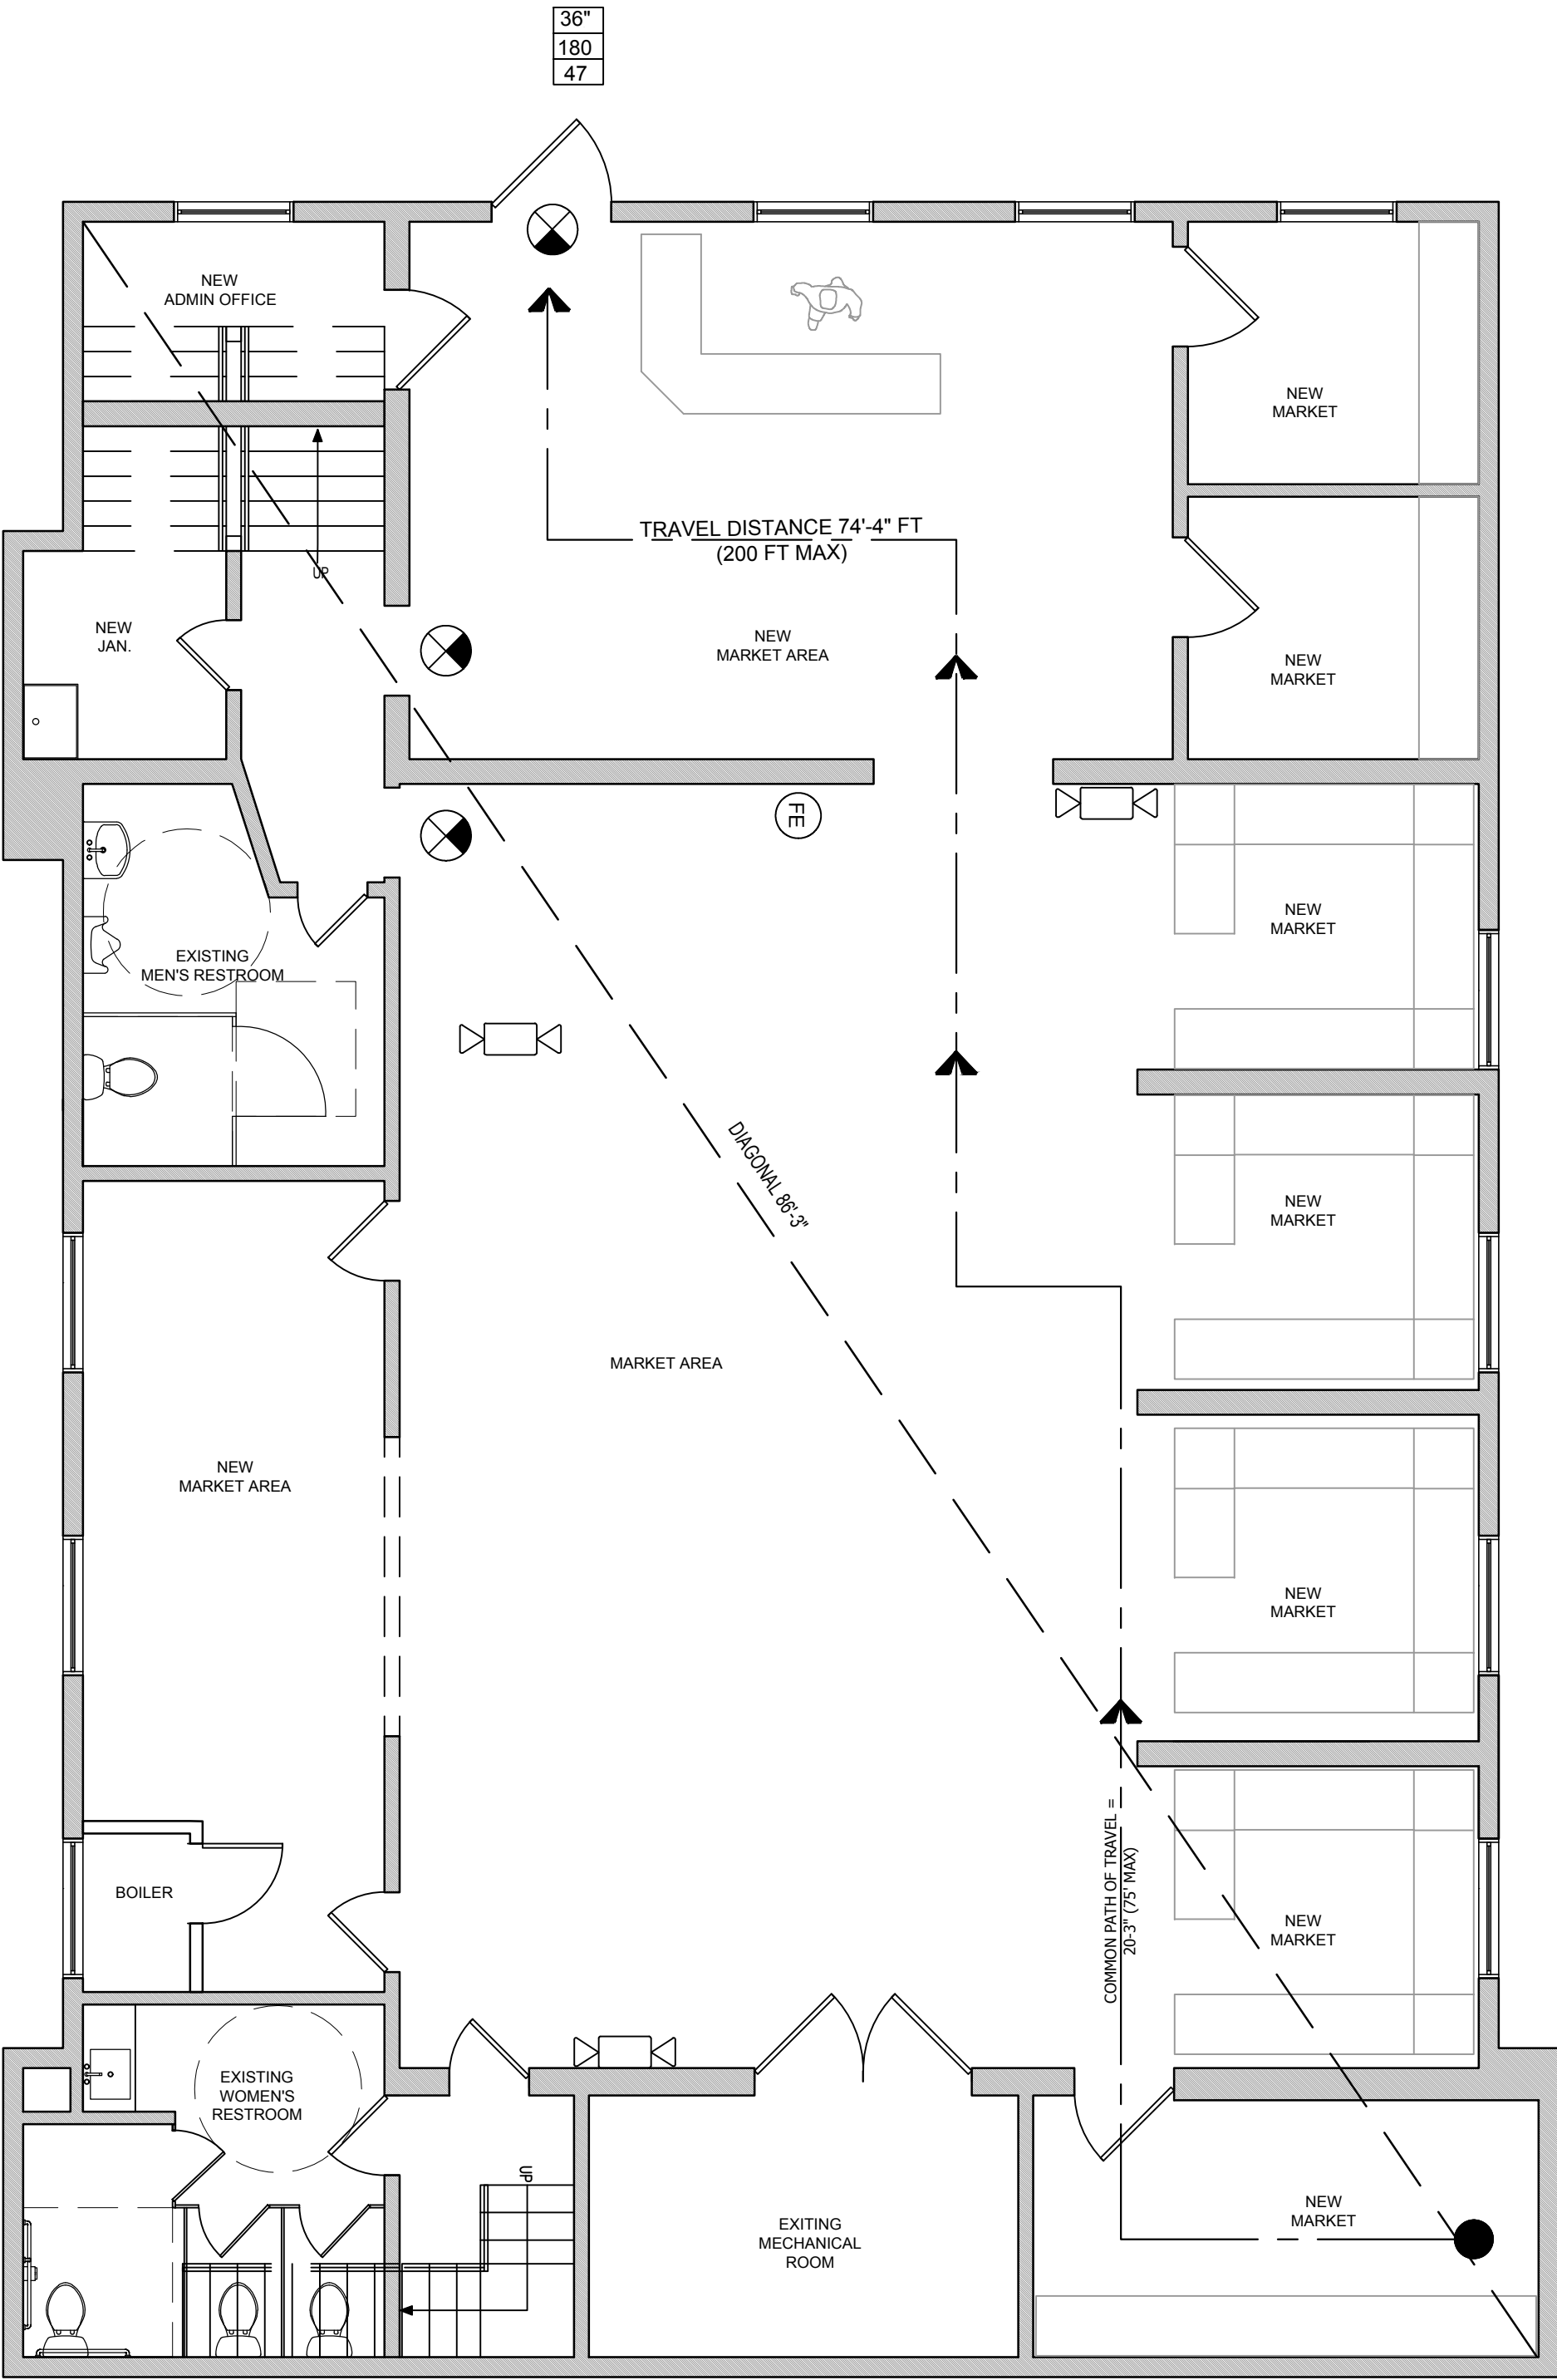 36"
180
47
NEW
ADMIN OFFICE
NEW
MARKET
TRAVEL DISTANCE 74'-4" FT
(200 FT MAX)
UP
NEW
JAN.
NEW
MARKET AREA
NEW
MARKET
FE
NEW
MARKET
EXISTING
MEN'S RESTROOM
DIAGONAL 86'-3"
NEW
MARKET
MARKET AREA
NEW
MARKET AREA
NEW
MARKET
COMMON PATH OF TRAVEL =
20-3" (75' MAX)
BOILER
NEW
MARKET
EXISTING
WOMEN'S
RESTROOM
UP
EXITING
MECHANICAL
ROOM
NEW
MARKET